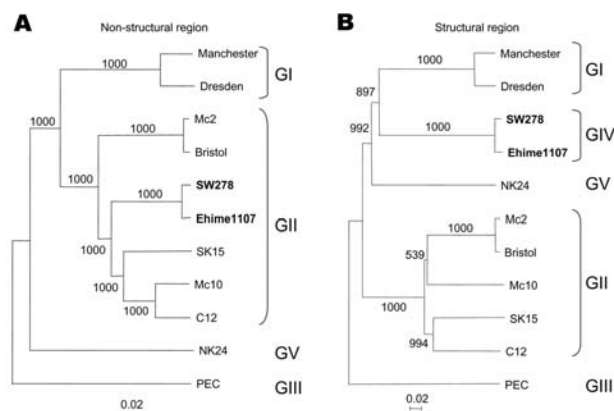 A
Non-structural region
Manchester
1000
GI
Dresden
1000
Mc2
1000
Bristol
1000
SW278
1000
Ehime1107
GII
1000
SK15
1000
Mc10
1000
C12
NK24
GV
PEC
GIII
0.02
B
Structural region
Manchester
1000
GI
Dresden
897
SW278
1000
GIV
992
Ehime1107
NK24
GV
Mc2
1000
Bristol
539
Mc10
GII
1000
SK15
994
C12
PEC
GIII
0.02